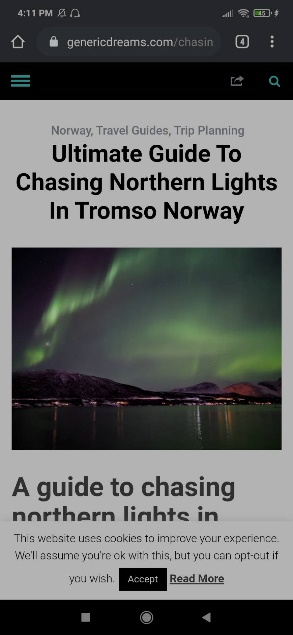 4:11 PM
genericdreams.com/chasin
4
Norway, Travel Guides, Trip Planning
Ultimate Guide To
Chasing Northern Lights
In Tromso Norway
A guide to chasing
northern lights in
This website uses cookies to improve your experience.
We'll assume you're ok with this, but you can opt-out if
you wish. Accept Read More